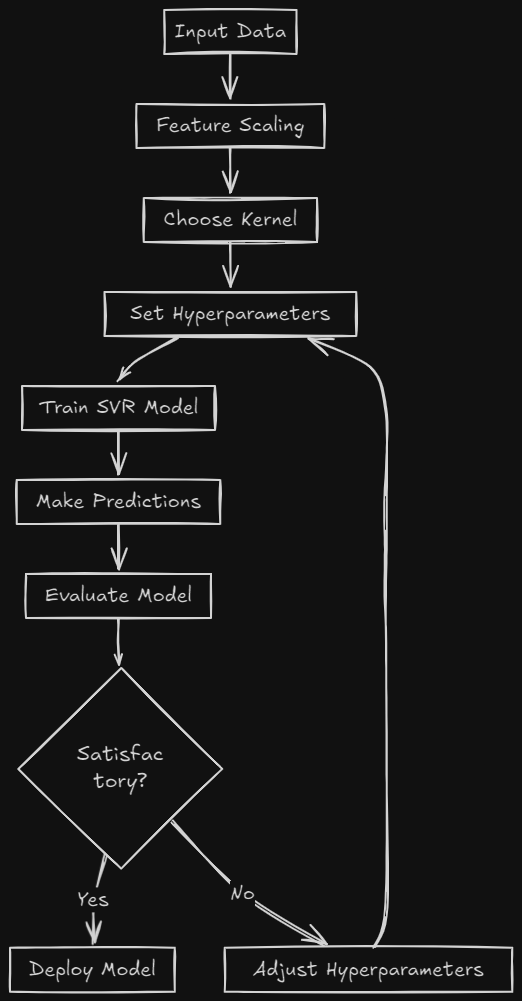 Input Data
Feature Scaling
Choose Kernel
Set Hyperparameters
Train SVR Model
Make Predictions
Evaluate Model
Satisfac
tory?
Yes
No
Deploy Model
Adjust Hyperparameters